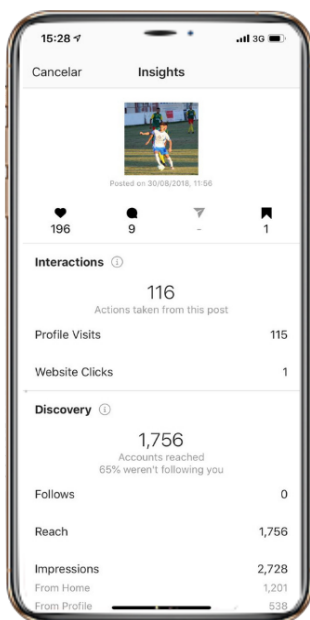 15:28
3G
Cancelar Insights
Posted on 30/08/2018, 11:56
196 9 - 1
Interactions
116
Actions taken from this post
Profile Visits 115
Website Clicks 1
Discovery
1,756
Accounts reached
65% weren't following you
Follows 0
Reach 1,756
Impressions 2,728
From Home 1,201
From Profile 538